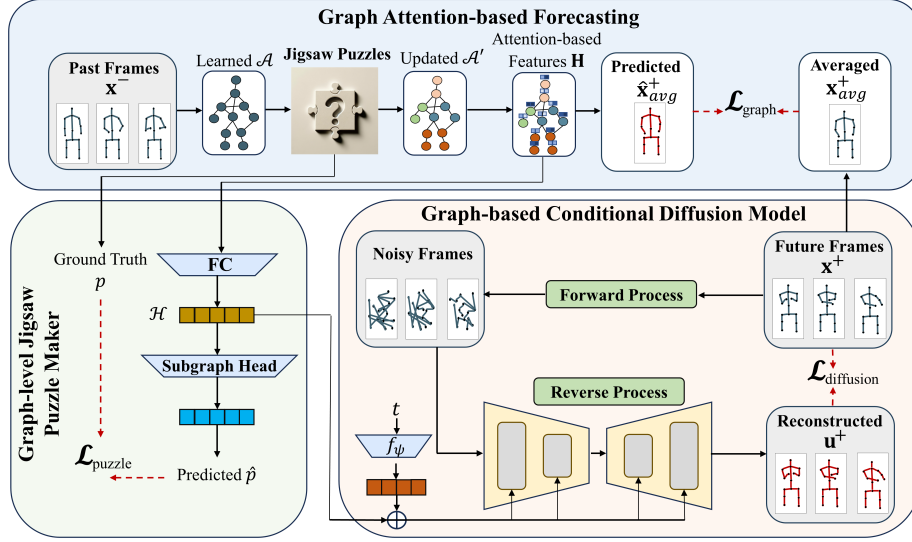 Graph Attention-based Forecasting
Past Frames
x⁻
Learned 𝒜
Jigsaw Puzzles
?
Updated 𝒜′
Attention-based
Features H
Predicted
x̂⁺avg
ℒgraph
Averaged
x⁺avg
Graph-level Jigsaw
Puzzle Maker
Ground Truth
p
FC
ℋ
Subgraph Head
ℒpuzzle
Predicted p̂
Graph-based Conditional Diffusion Model
Noisy Frames
Forward Process
Future Frames
x⁺
Reverse Process
ℒdiffusion
t
fψ
Reconstructed
u⁺